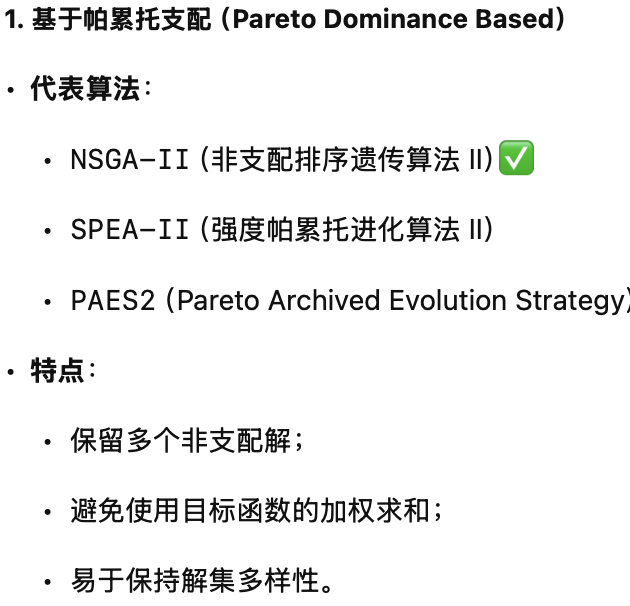 1. 基于帕累托支配（Pareto Dominance Based）
• 代表算法：
• NSGA-II（非支配排序遗传算法 II）✅
• SPEA-II（强度帕累托进化算法 II）
• PAES2（Pareto Archived Evolution Strategy）
• 特点：
• 保留多个非支配解；
• 避免使用目标函数的加权求和；
• 易于保持解集多样性。